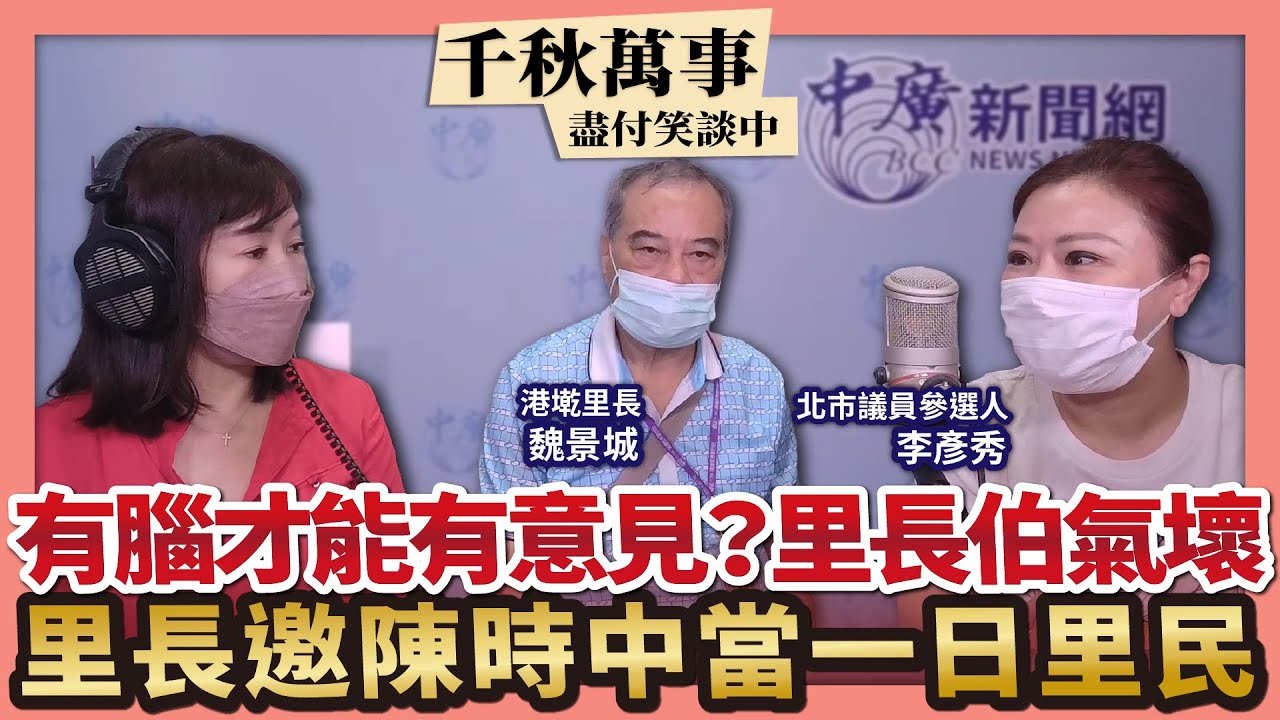 千秋萬事
盡付笑談中
中廣
新聞網
BCC
NEWS
港墘里長
魏景城
北市議員參選人
李彥秀
有腦才能有意見?里長伯氣壞
里長邀陳時中當一日里民